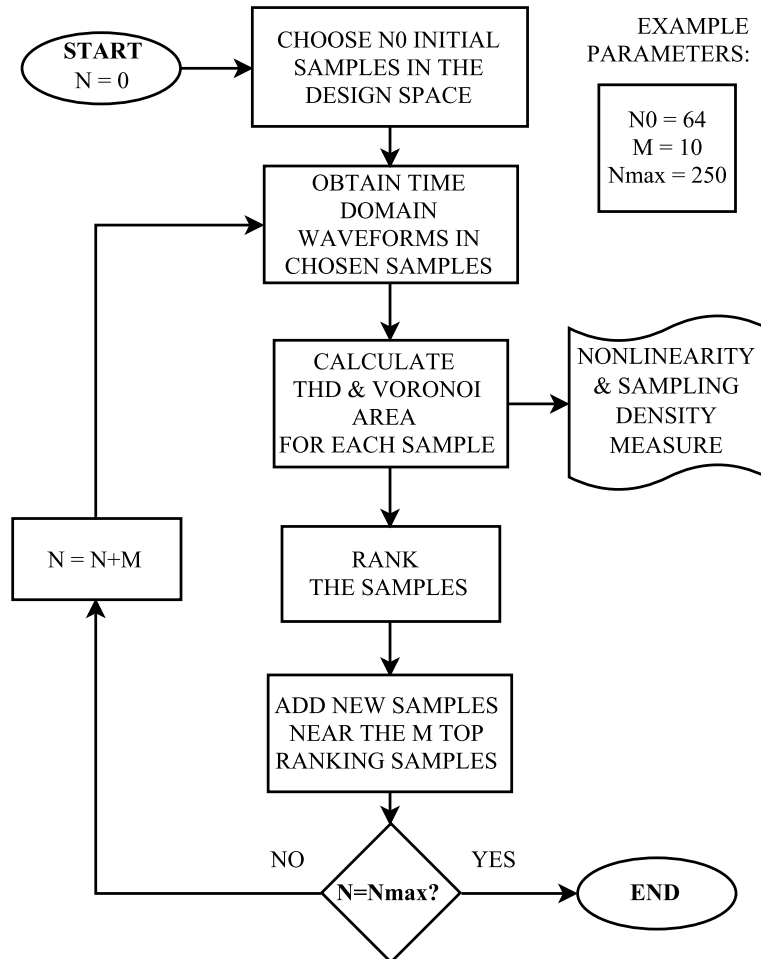 START
N = 0
CHOOSE N0 INITIAL
SAMPLES IN THE
DESIGN SPACE
EXAMPLE
PARAMETERS:
N0 = 64
M = 10
Nmax = 250
OBTAIN TIME
DOMAIN
WAVEFORMS IN
CHOSEN SAMPLES
CALCULATE
THD & VORONOI
AREA
FOR EACH SAMPLE
NONLINEARITY
& SAMPLING
DENSITY
MEASURE
N = N+M
RANK
THE SAMPLES
ADD NEW SAMPLES
NEAR THE M TOP
RANKING SAMPLES
NO
YES
N=Nmax?
END